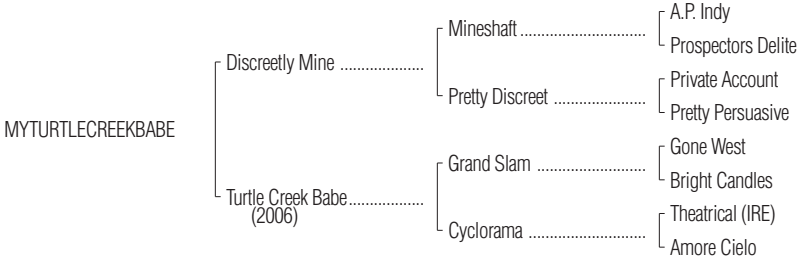 A.P. Indy
Mineshaft..............................
Prospectors Delite
Discreetly Mine ....................
Private Account
Pretty Discreet ......................
Pretty Persuasive
MYTURTLECREEKBABE
Gone West
Grand Slam ..........................
Bright Candles
Turtle Creek Babe..................
(2006)
Theatrical (IRE)
Cyclorama ............................
Amore Cielo